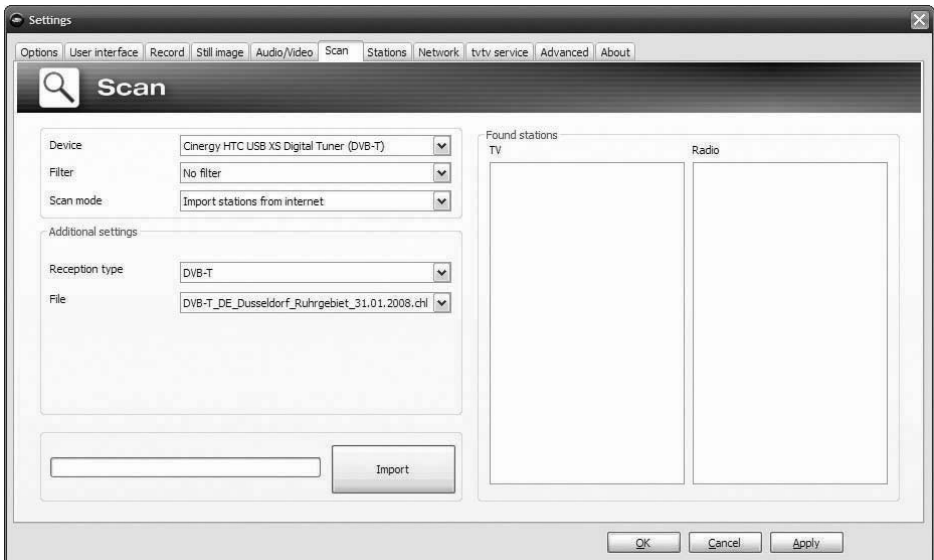 Settings
Options User interface Record Still image Audio/Video Scan Stations Network tvtv service Advanced About
Scan
Device Cinergy HTC USB XS Digital Tuner (DVB-T)
Filter No filter
Scan mode Import stations from internet
Additional settings
Reception type DVB-T
File DVB-T_DE_Dusseldorf_Ruhrgebiet_31.01.2008.chl
Import
Found stations
TV Radio
OK Cancel Apply